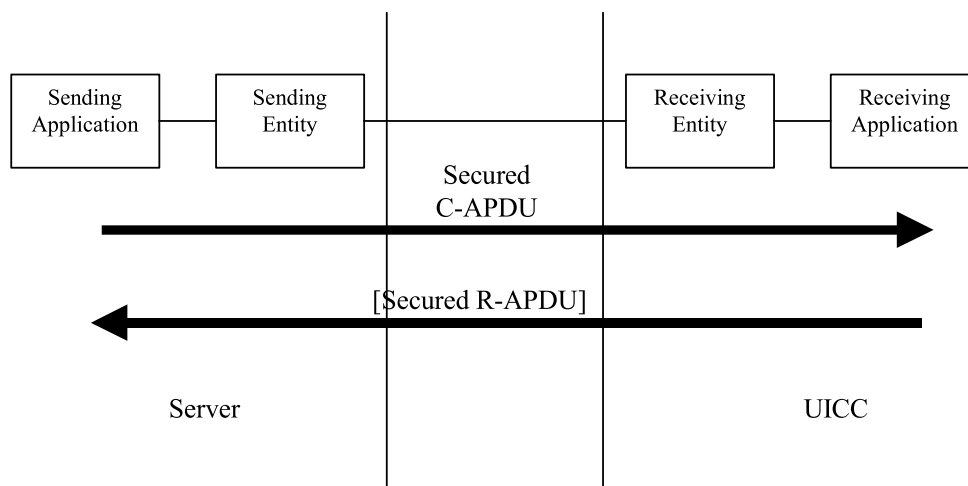 Sending
Application
Sending
Entity
Receiving
Entity
Receiving
Application
Secured
C-APDU
[Secured R-APDU]
Server
UICC